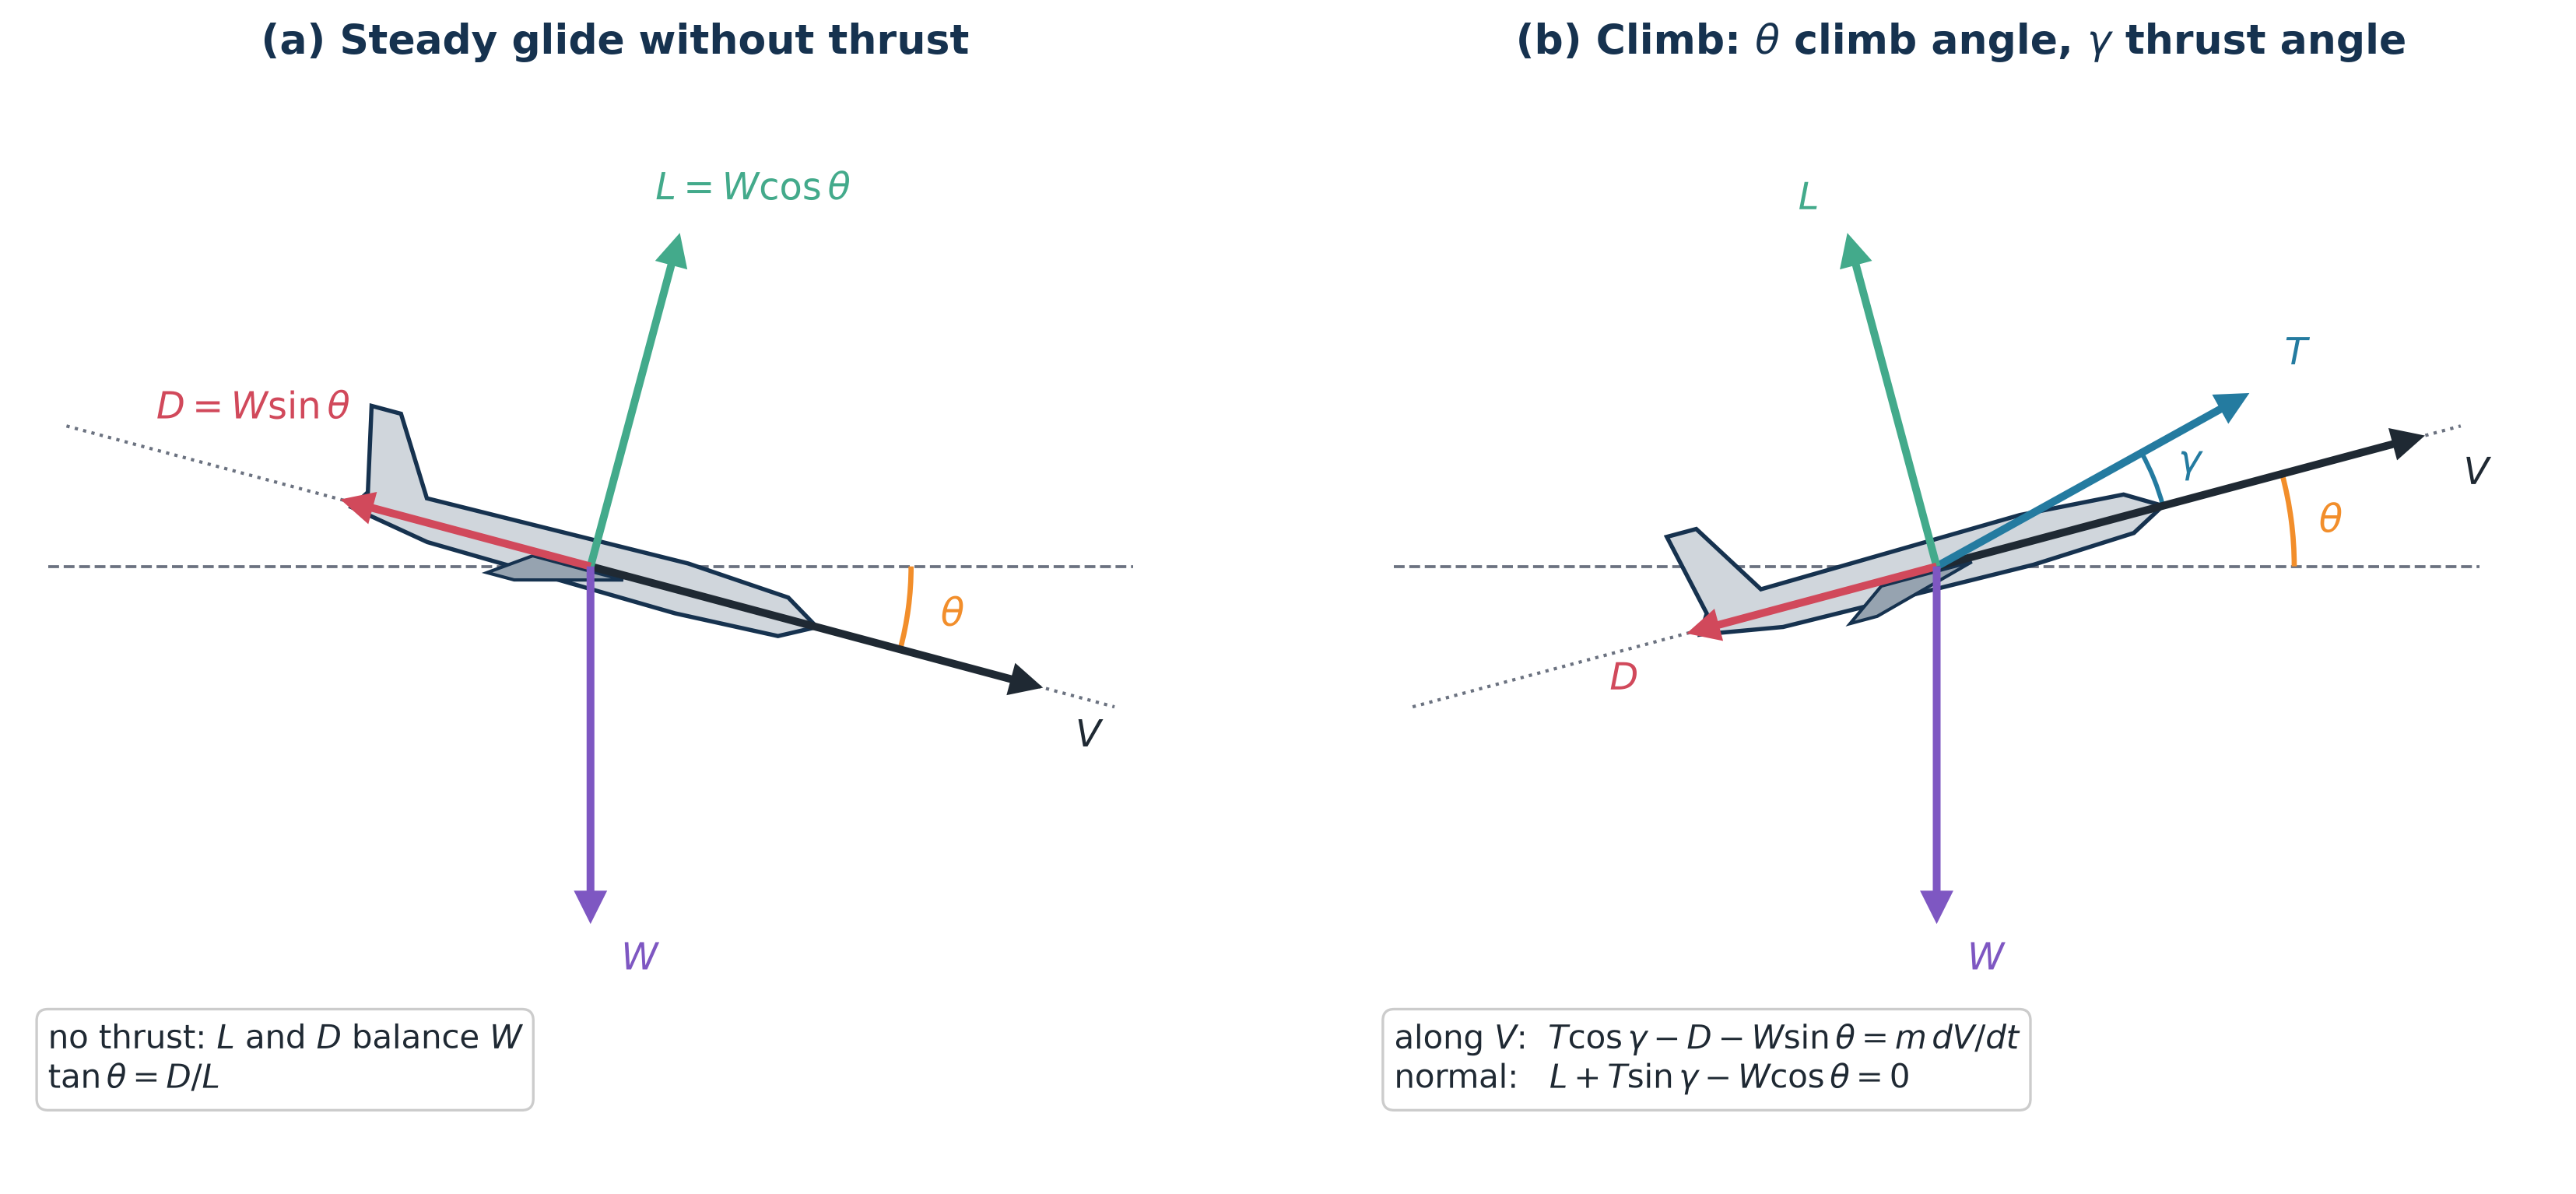 (a) Steady glide without thrust
L = W cos θ
D = W sin θ
θ
V
W
no thrust: L and D balance W
tan θ = D/L
(b) Climb: θ climb angle, γ thrust angle
L
T
γ
V
θ
D
W
along V: T cos γ − D − W sin θ = m dV/dt
normal: L + T sin γ − W cos θ = 0